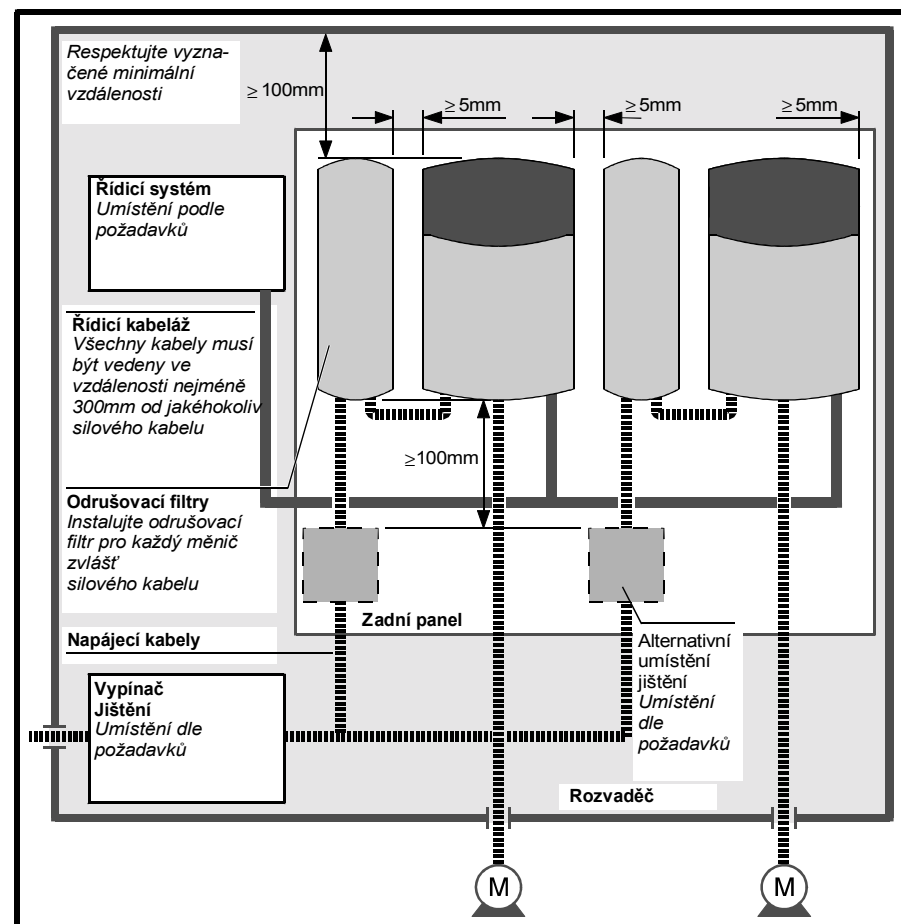 Respektujte vyzna-
čené minimální
vzdálenosti
≥ 100mm
≥ 5mm
≥ 5mm
≥ 5mm
Řídicí systém
Umístění podle
požadavků
Řídicí kabeláž
Všechny kabely musí
být vedeny ve
vzdálenosti nejméně
300mm od jakéhokoliv
silového kabelu
≥100mm
Odrušovací filtry
Instalujte odrušovací
filtr pro každý měnič
zvlášť
silového kabelu
Zadní panel
Napájecí kabely
Alternativní
umístění
jištění
Umístění
dle
požadavků
Vypínač
Jištění
Umístění dle
požadavků
Rozvaděč
M
M